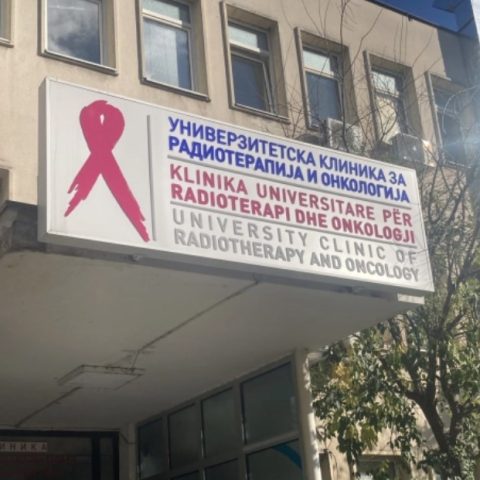 УНИВЕРЗИТЕТСКА КЛИНИКА ЗА
РАДИОТЕРАПИЈА И ОНКОЛОГИЈА
KLINIKA UNIVERSITARE PËR
RADIOTERAPI DHE ONKOLOGJI
UNIVERSITY CLINIC OF
RADIOTHERAPY AND ONCOLOGY